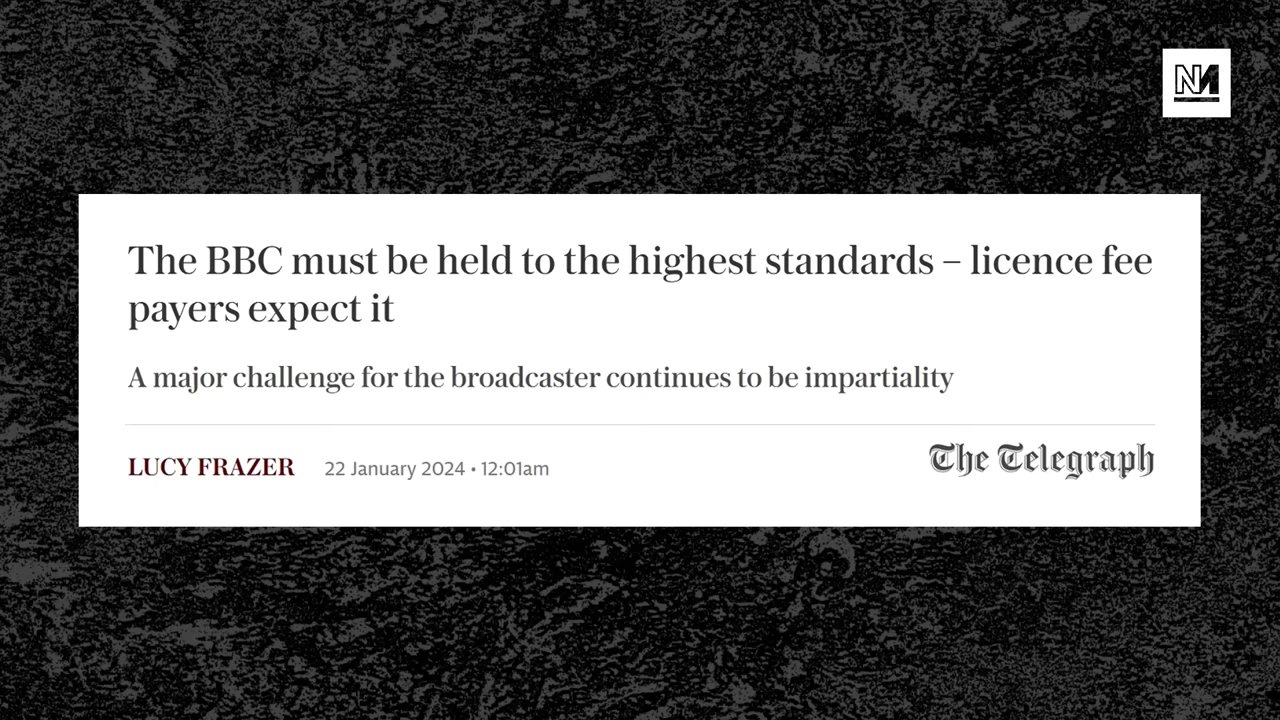 NM
The BBC must be held to the highest standards – licence fee
payers expect it
A major challenge for the broadcaster continues to be impartiality
LUCY FRAZER 22 January 2024 • 12:01am
The Telegraph